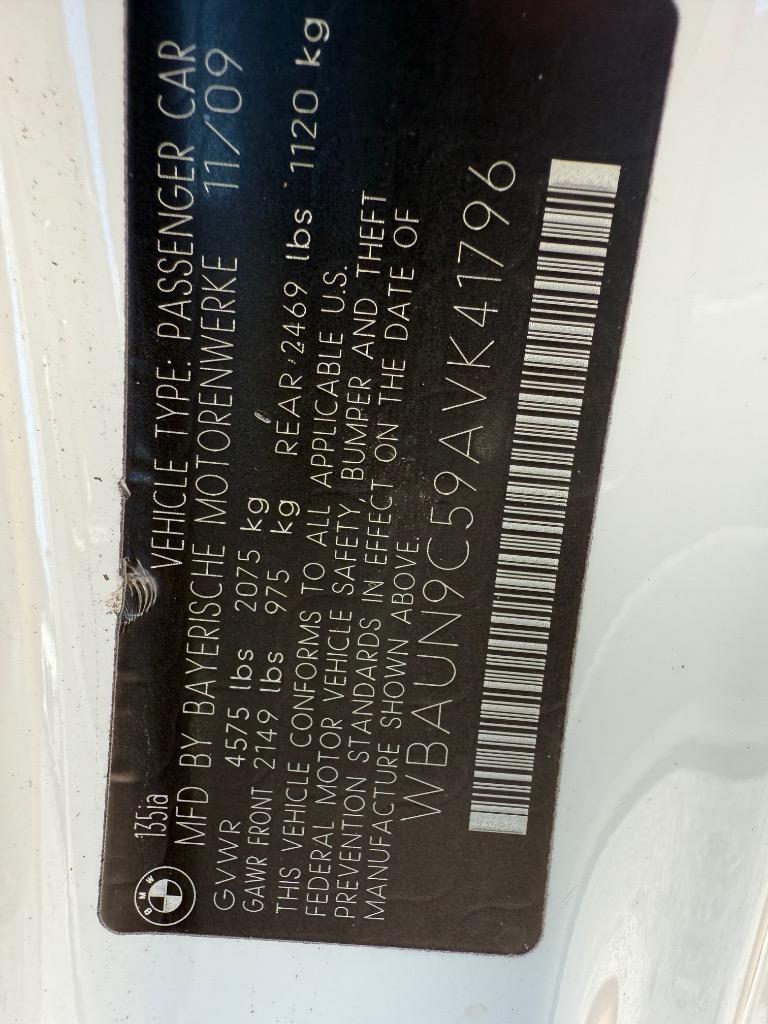 BMW
135ia
VEHICLE TYPE: PASSENGER CAR
MFD BY BAYERISCHE MOTORENWERKE 11/09
GVWR 4575 lbs 2075 kg
GAWR FRONT 2149 lbs 975 kg REAR 2469 lbs 1120 kg
THIS VEHICLE CONFORMS TO ALL APPLICABLE U.S.
FEDERAL MOTOR VEHICLE SAFETY, BUMPER AND THEFT
PREVENTION STANDARDS IN EFFECT ON THE DATE OF
MANUFACTURE SHOWN ABOVE.
WBAUN9C59AVK41796